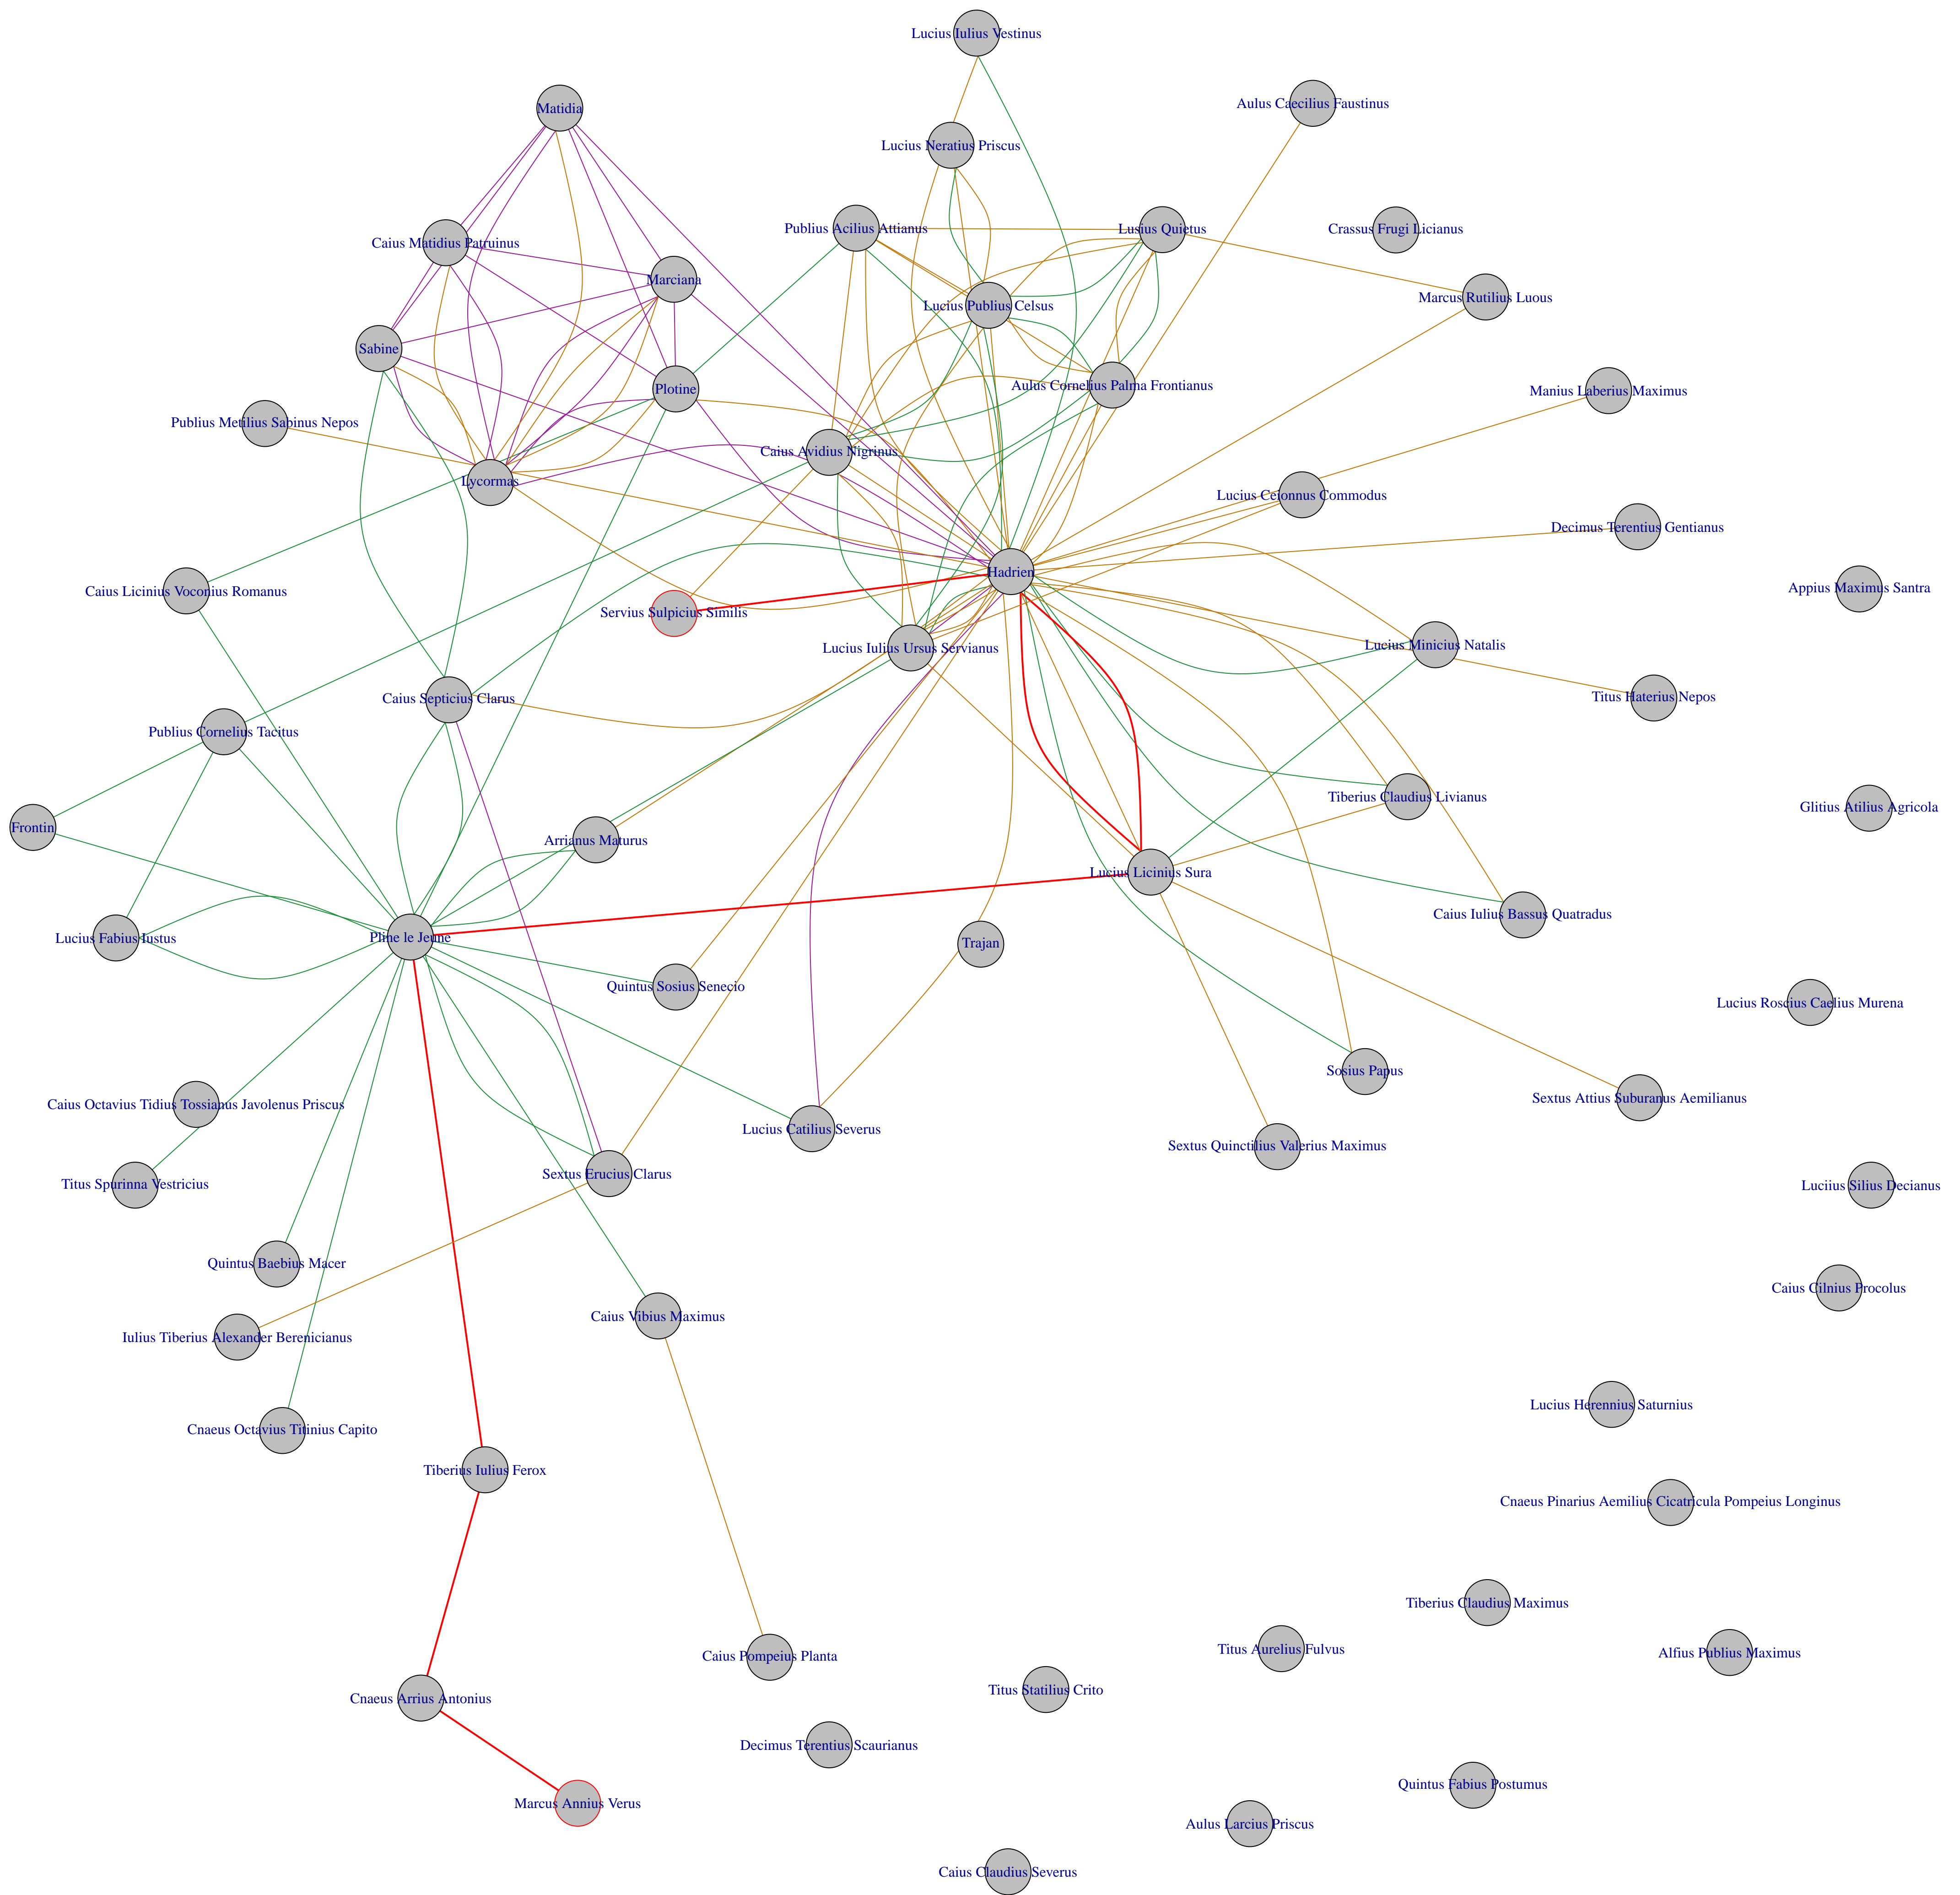 Lucius Iulius Vestinus
Matidia
Aulus Caecilius Faustinus
Lucius Neratius Priscus
Publius Acilius Attianus
Lusius Quietus
Crassus Frugi Licianus
Caius Matidius Patruinus
Marciana
Marcus Rutilius Luous
Lucius Publius Celsus
Sabine
Plotine
Aulus Cornelius Palma Frontianus
Manius Laberius Maximus
Publius Metilius Sabinus Nepos
Caius Avidius Nigrinus
Lycormas
Lucius Ceionnus Commodus
Decimus Terentius Gentianus
Hadrien
Caius Licinius Voconius Romanus
Appius Maximus Santra
Servius Sulpicius Similis
Lucius Iulius Ursus Servianus
Lucius Minicius Natalis
Caius Septicius Clarus
Titus Haterius Nepos
Publius Cornelius Tacitus
Tiberius Claudius Livianus
Glitius Atilius Agricola
Frontin
Arrianus Maturus
Lucius Licinius Sura
Caius Iulius Bassus Quatradus
Lucius Fabius Iustus
Pline le Jeune
Trajan
Quintus Sosius Senecio
Lucius Roscius Caelius Murena
Sosius Papus
Caius Octavius Tidius Tossianus Javolenus Priscus
Sextus Attius Suburanus Aemilianus
Lucius Catilius Severus
Sextus Quinctilius Valerius Maximus
Sextus Erucius Clarus
Titus Spurinna Vestricius
Luciius Silius Decianus
Quintus Baebius Macer
Caius Cilnius Procolus
Caius Vibius Maximus
Iulius Tiberius Alexander Berenicianus
Lucius Herennius Saturnius
Cnaeus Octavius Titinius Capito
Tiberius Iulius Ferox
Cnaeus Pinarius Aemilius Cicatricula Pompeius Longinus
Tiberius Claudius Maximus
Titus Aurelius Fulvus
Alfius Publius Maximus
Caius Pompeius Planta
Titus Statilius Crito
Cnaeus Arrius Antonius
Decimus Terentius Scaurianus
Quintus Fabius Postumus
Marcus Annius Verus
Aulus Larcius Priscus
Caius Claudius Severus